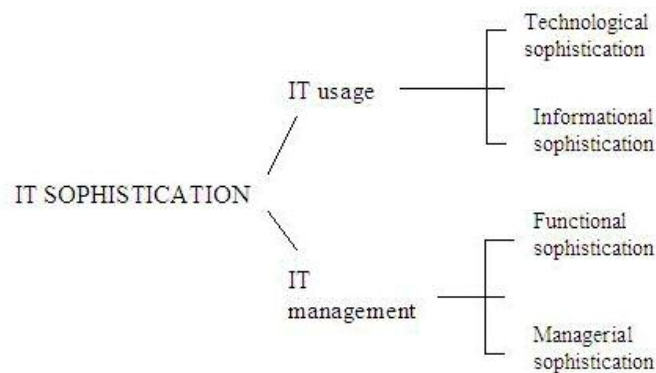 Technological
sophistication
IT usage
Informational
sophistication
IT SOPHISTICATION
Functional
sophistication
IT
management
Managerial
sophistication